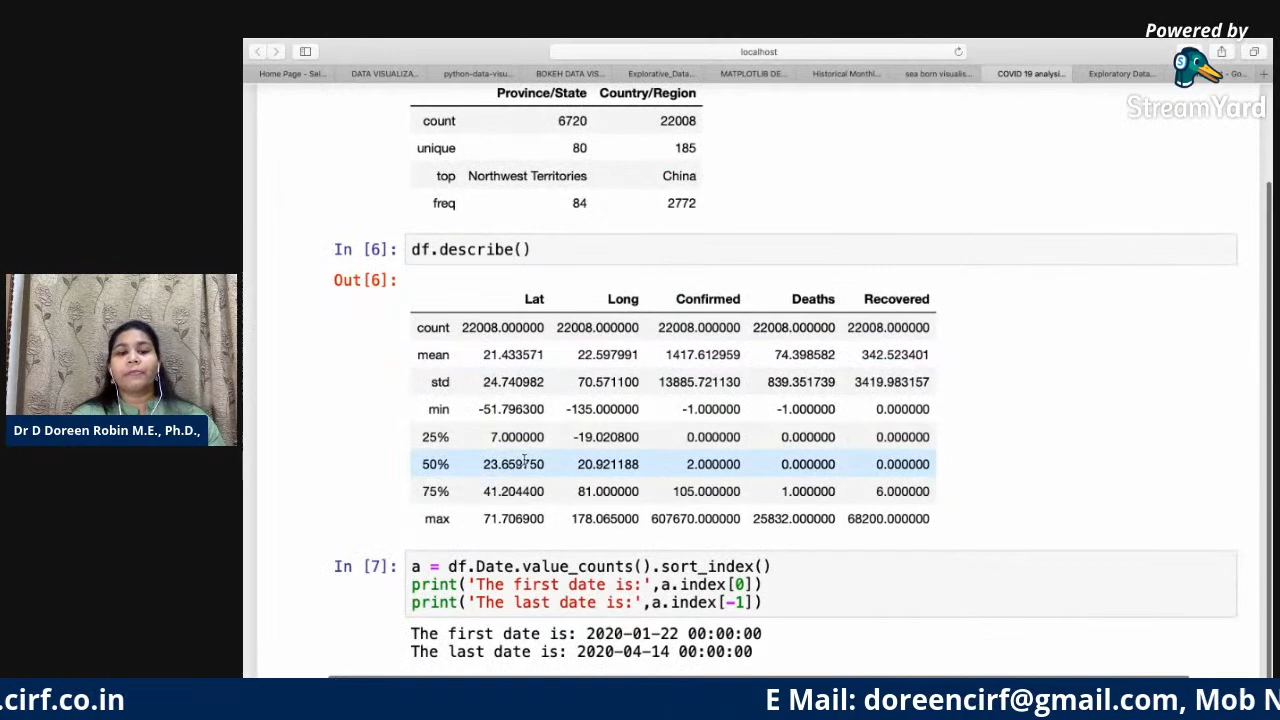 Powered by
localhost
Home Page - Sel... DATA VISUALIZA... python-data-visu... BOKEH DATA VIS... Explorative_Data... MATPLOTLIB DE... Historical Monthl... sea born visualis... COVID 19 analysi... Exploratory Data... - Go...
StreamYard
Province/State Country/Region
count 6720 22008
unique 80 185
top Northwest Territories China
freq 84 2772
In [6]: df.describe()
Out[6]:
Lat Long Confirmed Deaths Recovered
count 22008.000000 22008.000000 22008.000000 22008.000000 22008.000000
mean 21.433571 22.597991 1417.612959 74.398582 342.523401
std 24.740982 70.571100 13885.721130 839.351739 3419.983157
min -51.796300 -135.000000 -1.000000 -1.000000 0.000000
25% 7.000000 -19.020800 0.000000 0.000000 0.000000
50% 23.659750 20.921188 2.000000 0.000000 0.000000
75% 41.204400 81.000000 105.000000 1.000000 6.000000
max 71.706900 178.065000 607670.000000 25832.000000 68200.000000
In [7]: a = df.Date.value_counts().sort_index()
print('The first date is:',a.index[0])
print('The last date is:',a.index[-1])
The first date is: 2020-01-22 00:00:00
The last date is: 2020-04-14 00:00:00
Dr D Doreen Robin M.E., Ph.D.,
.cirf.co.in E Mail: doreencirf@gmail.com, Mob N